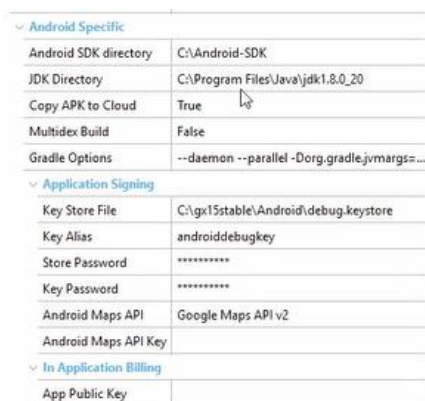 Android Specific
Android SDK directory C:\Android-SDK
JDK Directory C:\Program Files\Java\jdk1.8.0_20
Copy APK to Cloud True
Multidex Build False
Gradle Options --daemon --parallel -Dorg.gradle.jvmargs=...
Application Signing
Key Store File C:\gx15stable\Android\debug.keystore
Key Alias androiddebugkey
Store Password **********
Key Password **********
Android Maps API Google Maps API v2
Android Maps API Key
In Application Billing
App Public Key